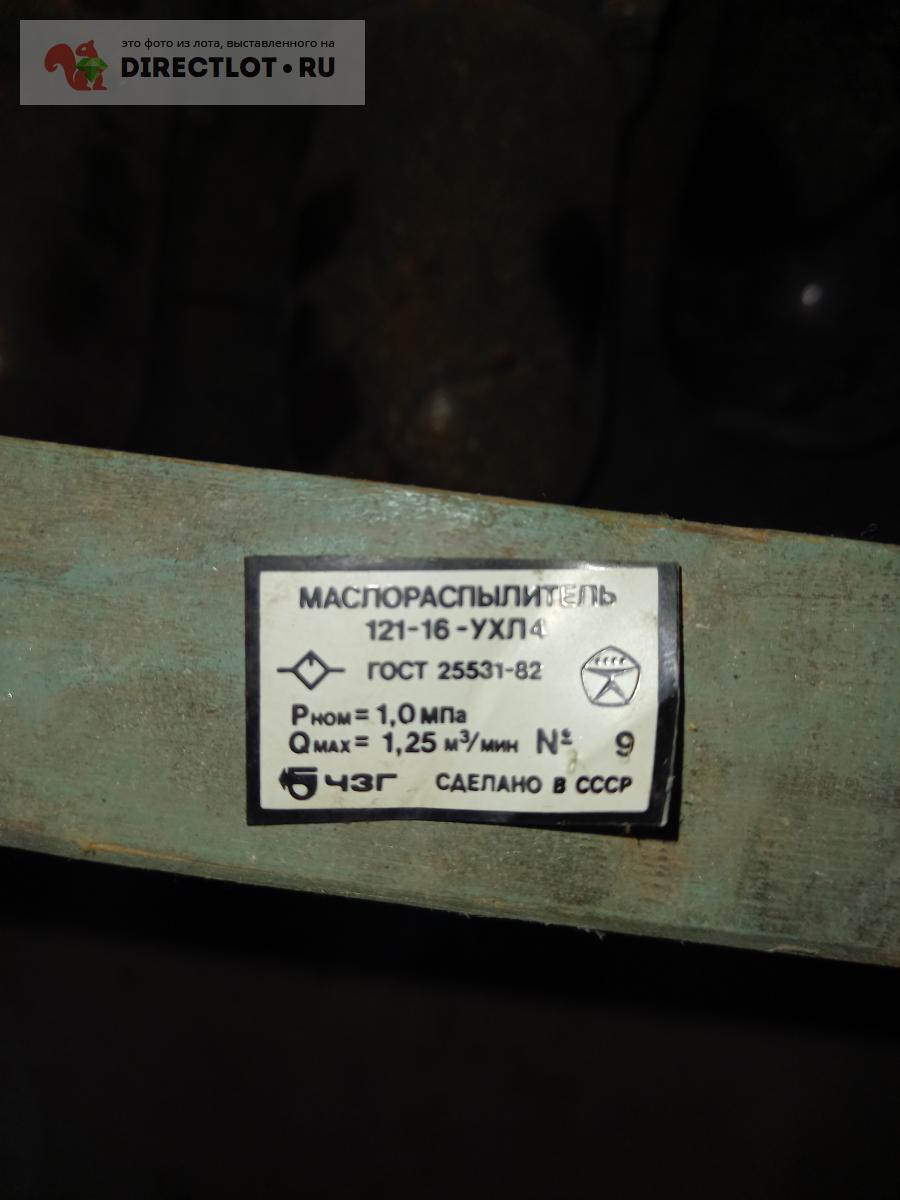 это фото из лота, выставленного на
DIRECTLOT•RU
МАСЛОРАСПЫЛИТЕЛЬ
121-16-УХЛ4
ГОСТ 25531-82
Рном = 1,0 мПа
Qмах = 1,25 м³/мин № 9
ЧЗГ СДЕЛАНО В СССР